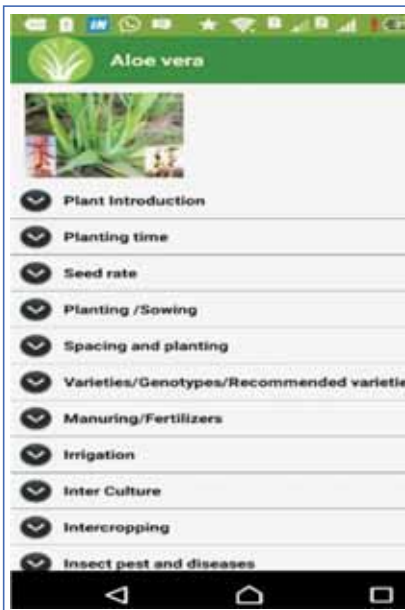 Aloe vera
Plant Introduction
Planting time
Seed rate
Planting /Sowing
Spacing and planting
Varieties/Genotypes/Recommended varietie
Manuring/Fertilizers
Irrigation
Inter Culture
Intercropping
Insect pest and diseases